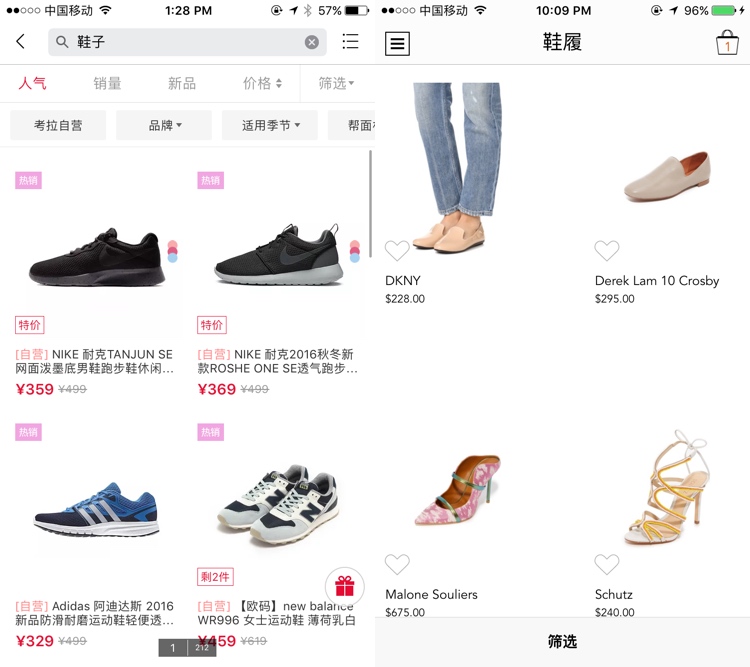 中国移动
1:28 PM
57%
鞋子
人气
销量
新品
价格
筛选
考拉自营
品牌
适用季节
帮面
热销
热销
特价
特价
[自营] NIKE 耐克TANJUN SE
网面泼墨底男鞋跑步鞋休闲...
¥359 ¥499
[自营] NIKE 耐克2016秋冬新
款ROSHE ONE SE透气跑步...
¥369 ¥499
热销
热销
剩2件
[自营] Adidas 阿迪达斯 2016
新品防滑耐磨运动鞋轻便透...
¥329 ¥499
[自营] 【欧码】new balance
WR996 女士运动鞋 薄荷乳白
¥459 ¥619
1
212
中国移动
10:09 PM
96%
鞋履
1
DKNY
$228.00
Derek Lam 10 Crosby
$295.00
Malone Souliers
$675.00
Schutz
$240.00
筛选